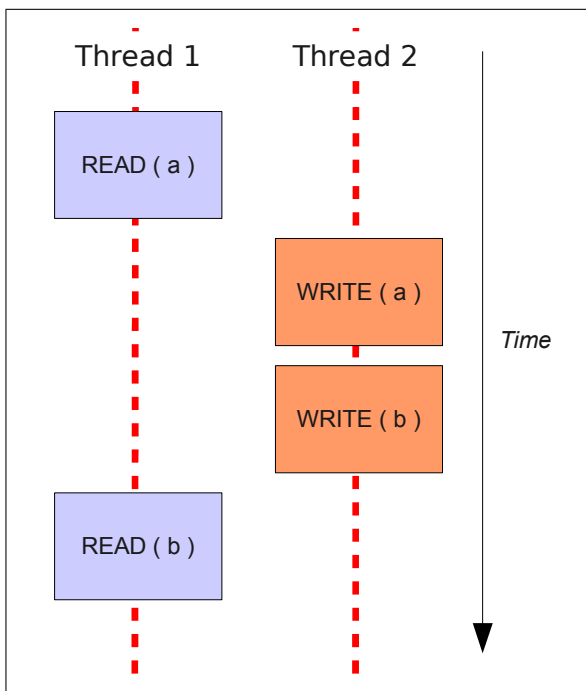 Thread 1
Thread 2
READ ( a )
WRITE ( a )
Time
WRITE ( b )
READ ( b )